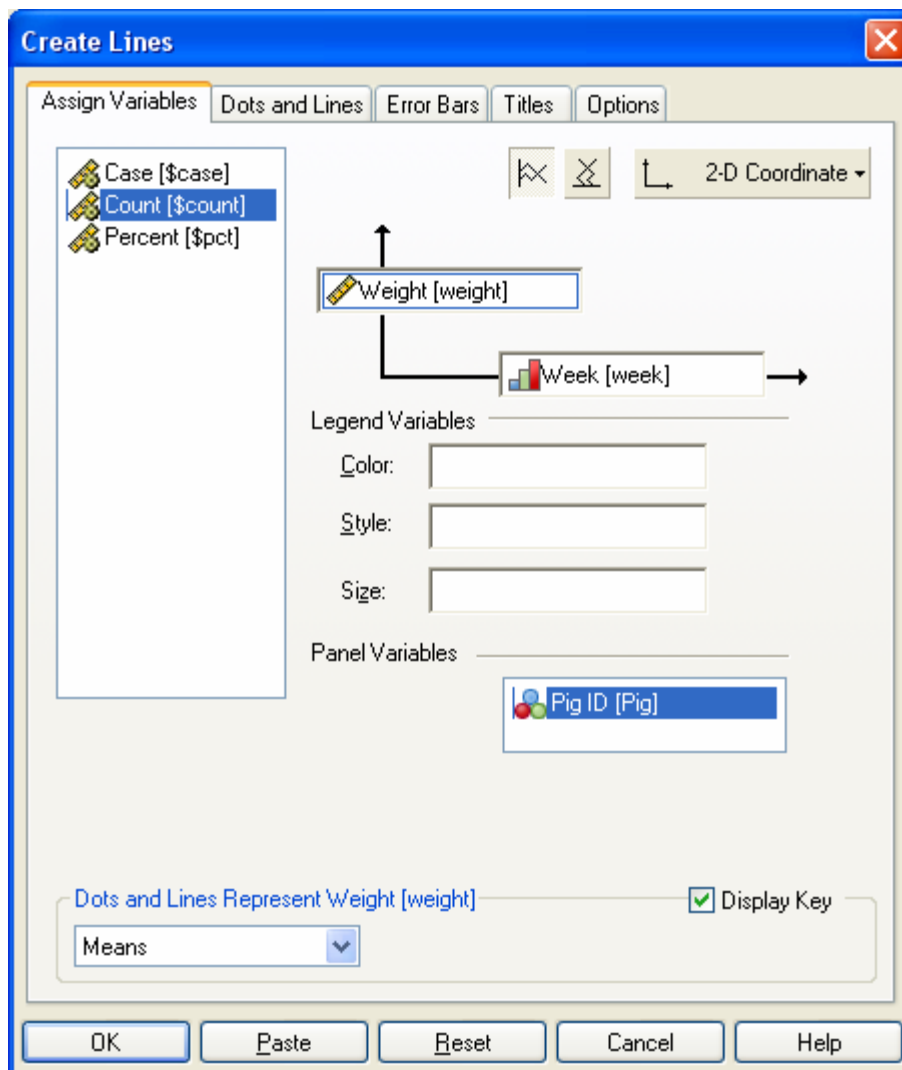 Create Lines
Assign Variables Dots and Lines Error Bars Titles Options
Case [$case]
Count [$count]
Percent [$pct]
2-D Coordinate
Weight [weight]
Week [week]
Legend Variables
Color:
Style:
Size:
Panel Variables
Pig ID [Pig]
Dots and Lines Represent Weight [weight]
Display Key
Means
OK Paste Reset Cancel Help